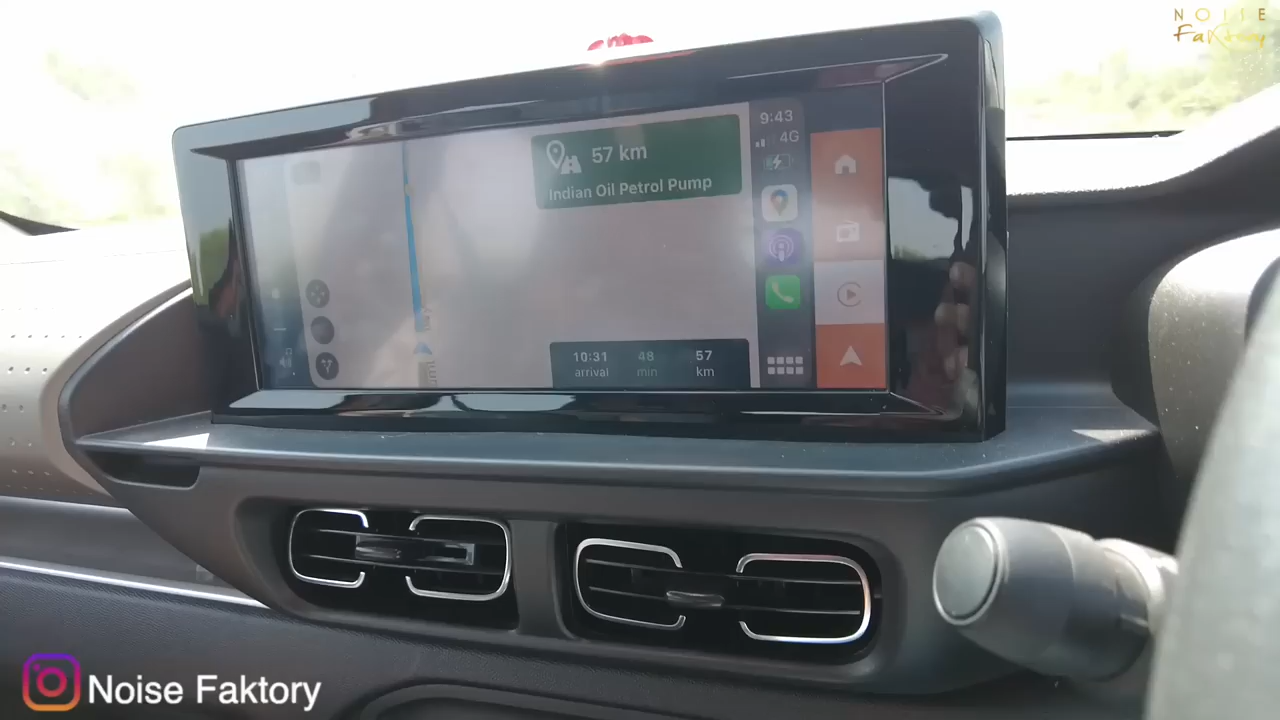 NOISE
Faktory
57 km
Indian Oil Petrol Pump
9:43
4G
10:31 48 57
arrival min km
Noise Faktory